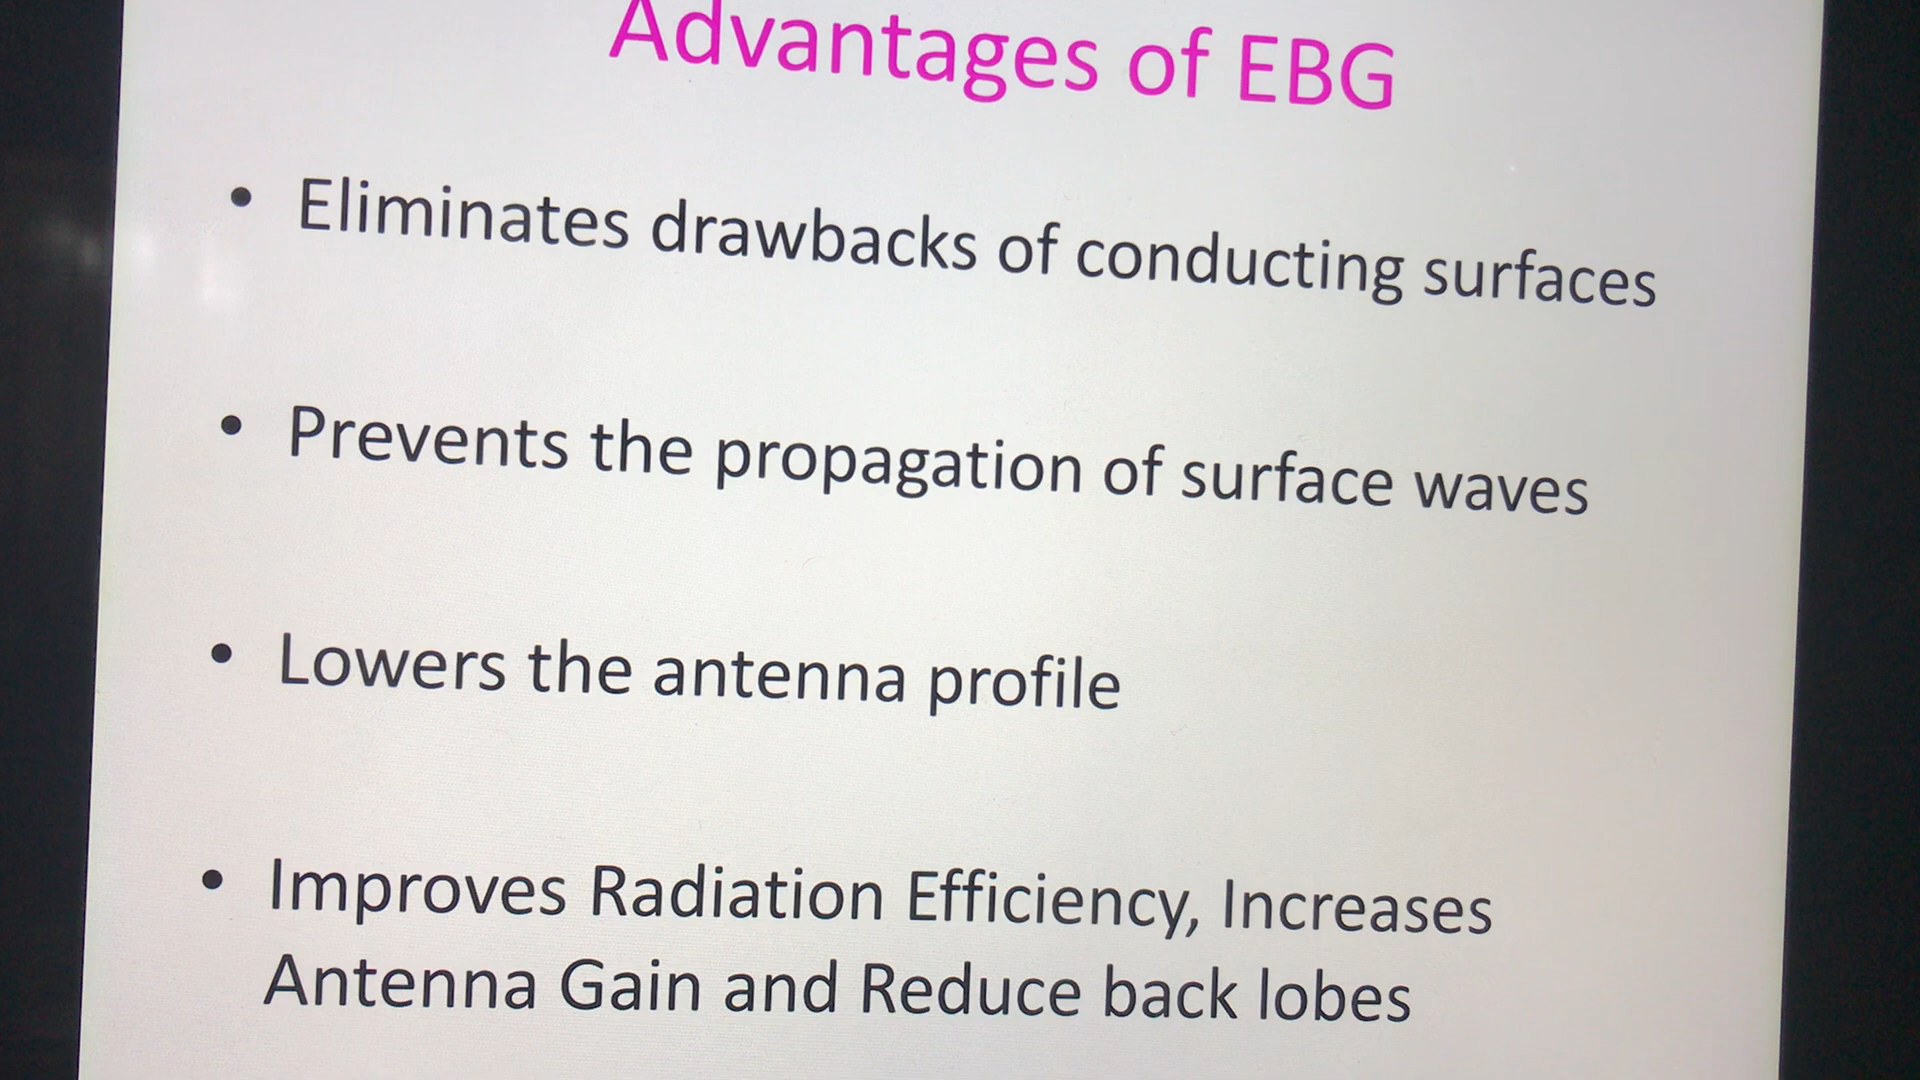 Advantages of EBG
• Eliminates drawbacks of conducting surfaces
• Prevents the propagation of surface waves
• Lowers the antenna profile
• Improves Radiation Efficiency, Increases
Antenna Gain and Reduce back lobes